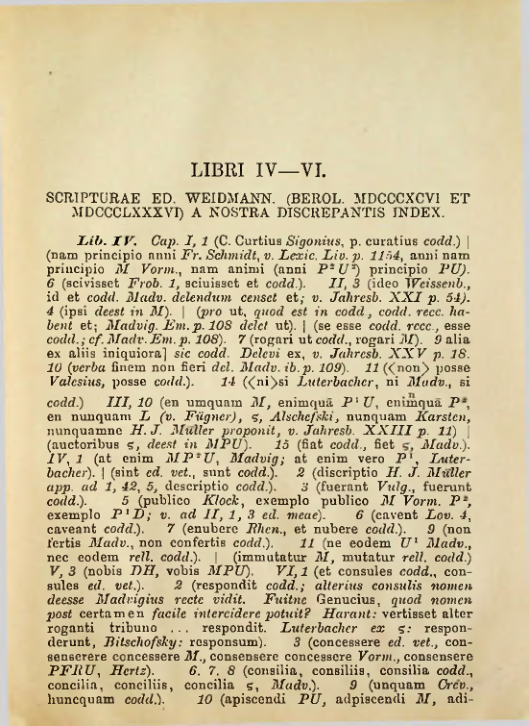 LIBRI IV—VI.
SCRIPTURAE ED. WEIDMANN. (BEROL. MDCCCXCVI ET
MDCCCLXXXVI) A NOSTRA DISCREPANTIS INDEX.
Lib. IV. Cap. I, 1 (C. Curtius Sigonius, p. curatius codd.) |
(nam principio anni Fr. Schmidt, v. Lexic. Liv. p. 1154, anni nam
principio M Vorm., nam animi (anni P²U²) principio PU).
6 (scivisset Frob. 1, sciuisset et codd.). II, 3 (ideo Weissenb.,
id et codd. Madv. delendum censet et; v. Jahresb. XXI p. 54).
4 (ipsi deest in M). | (pro ut, quod est in codd., codd. recc. ha-
bent et; Madvig. Em. p. 108 delet ut). | (se esse codd. recc., esse
codd.; cf. Madv. Em. p. 108). 7 (rogari ut codd., rogari M). 9 alia
ex aliis iniquiora] sic codd. Delevi ex, v. Jahresb. XXV p. 18.
10 (verba finem non fieri del. Madv. ib. p. 109). 11 (⟨non⟩ posse
Valesius, posse codd.). 14 (⟨ni⟩si Luterbacher, ni Madv., si
codd.) III, 10 (en umquam M, enimquā P¹U, enimquā P²,
n
en nunquam L (v. Fügner), ς, Alschefski, nunquam Karsten,
nunquamne H. J. Müller proponit, v. Jahresb. XXIII p. 11) |
(auctoribus ς, deest in MPU). 15 (fiat codd., fiet ς, Madv.).
IV, 1 (at enim MP²U, Madvig; at enim vero P¹, Luter-
bacher). | (sint ed. vet., sunt codd.). 2 (discriptio H. J. Müller
app. ad 1, 42, 5, descriptio codd.). 3 (fuerant Vulg., fuerunt
codd.). 5 (publico Klock, exemplo publico M Vorm. P²,
exemplo P¹D; v. ad II, 1, 3 ed. meae). 6 (cavent Lov. 4,
caveant codd.). 7 (enubere Rhen., et nubere codd.). 9 (non
fertis Madv., non confertis codd.). 11 (ne eodem U¹ Madv.,
nec eodem rell. codd.). | (immutatur M, mutatur rell. codd.)
V, 3 (nobis DH, vobis MPU). VI, 1 (et consules codd., con-
sules ed. vet.). 2 (respondit codd.; alterius consulis nomen
deesse Madvigius recte vidit. Fuitne Genucius, quod nomen
post certamen facile intercidere potuit? Harant: vertisset alter
roganti tribuno ... respondit. Luterbacher ex ς: respon-
derunt, Bitschofsky: responsum). 3 (concessere ed. vet., con-
senserere concessere M., consensere concessere Vorm., consensere
PFRU, Hertz). 6. 7. 8 (consilia, consiliis, consilia codd.,
concilia, conciliis, concilia ς, Madv.). 9 (unquam Crév.,
huncquam codd.). 10 (apiscendi PU, adpiscendi M, adi-